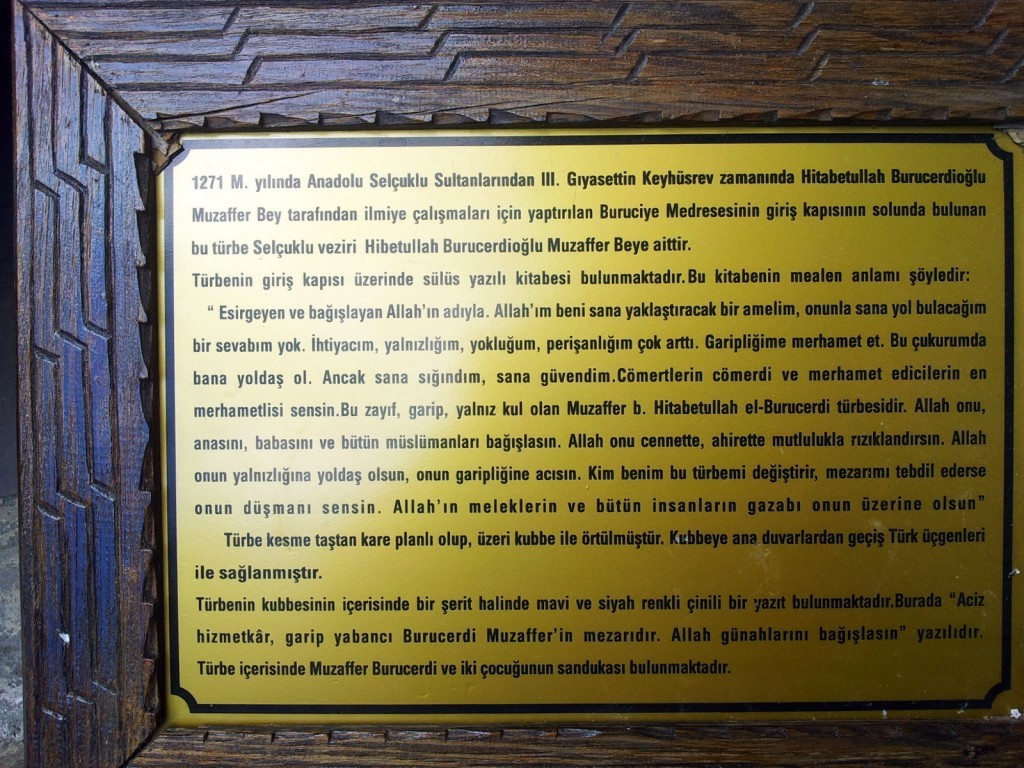 1271 M. yılında Anadolu Selçuklu Sultanlarından III. Gıyasettin Keyhüsrev zamanında Hitabetullah Burucerdioğlu
Muzaffer Bey tarafından ilmiye çalışmaları için yaptırılan Buruciye Medresesinin giriş kapısının solunda bulunan
bu türbe Selçuklu veziri Hibetullah Burucerdioğlu Muzaffer Beye aittir.
Türbenin giriş kapısı üzerinde sülüs yazılı kitabesi bulunmaktadır.Bu kitabenin mealen anlamı şöyledir:
“ Esirgeyen ve bağışlayan Allah’ın adıyla. Allah’ım beni sana yaklaştıracak bir amelim, onunla sana yol bulacağım
bir sevabım yok. İhtiyacım, yalnızlığım, yokluğum, perişanlığım çok arttı. Garipliğime merhamet et. Bu çukurumda
bana yoldaş ol. Ancak sana sığındım, sana güvendim.Cömertlerin cömerdi ve merhamet edicilerin en
merhametlisi sensin.Bu zayıf, garip, yalnız kul olan Muzaffer b. Hitabetullah el-Burucerdi türbesidir. Allah onu,
anasını, babasını ve bütün müslümanları bağışlasın. Allah onu cennette, ahirette mutlulukla rızıklandırsın. Allah
onun yalnızlığına yoldaş olsun, onun garipliğine acısın. Kim benim bu türbemi değiştirir, mezarımı tebdil ederse
onun düşmanı sensin. Allah’ın meleklerin ve bütün insanların gazabı onun üzerine olsun”
Türbe kesme taştan kare planlı olup, üzeri kubbe ile örtülmüştür. Kubbeye ana duvarlardan geçiş Türk üçgenleri
ile sağlanmıştır.
Türbenin kubbesinin içerisinde bir şerit halinde mavi ve siyah renkli çinili bir yazıt bulunmaktadır.Burada “Aciz
hizmetkâr, garip yabancı Burucerdi Muzaffer’in mezarıdır. Allah günahlarını bağışlasın” yazılıdır.
Türbe içerisinde Muzaffer Burucerdi ve iki çocuğunun sandukası bulunmaktadır.